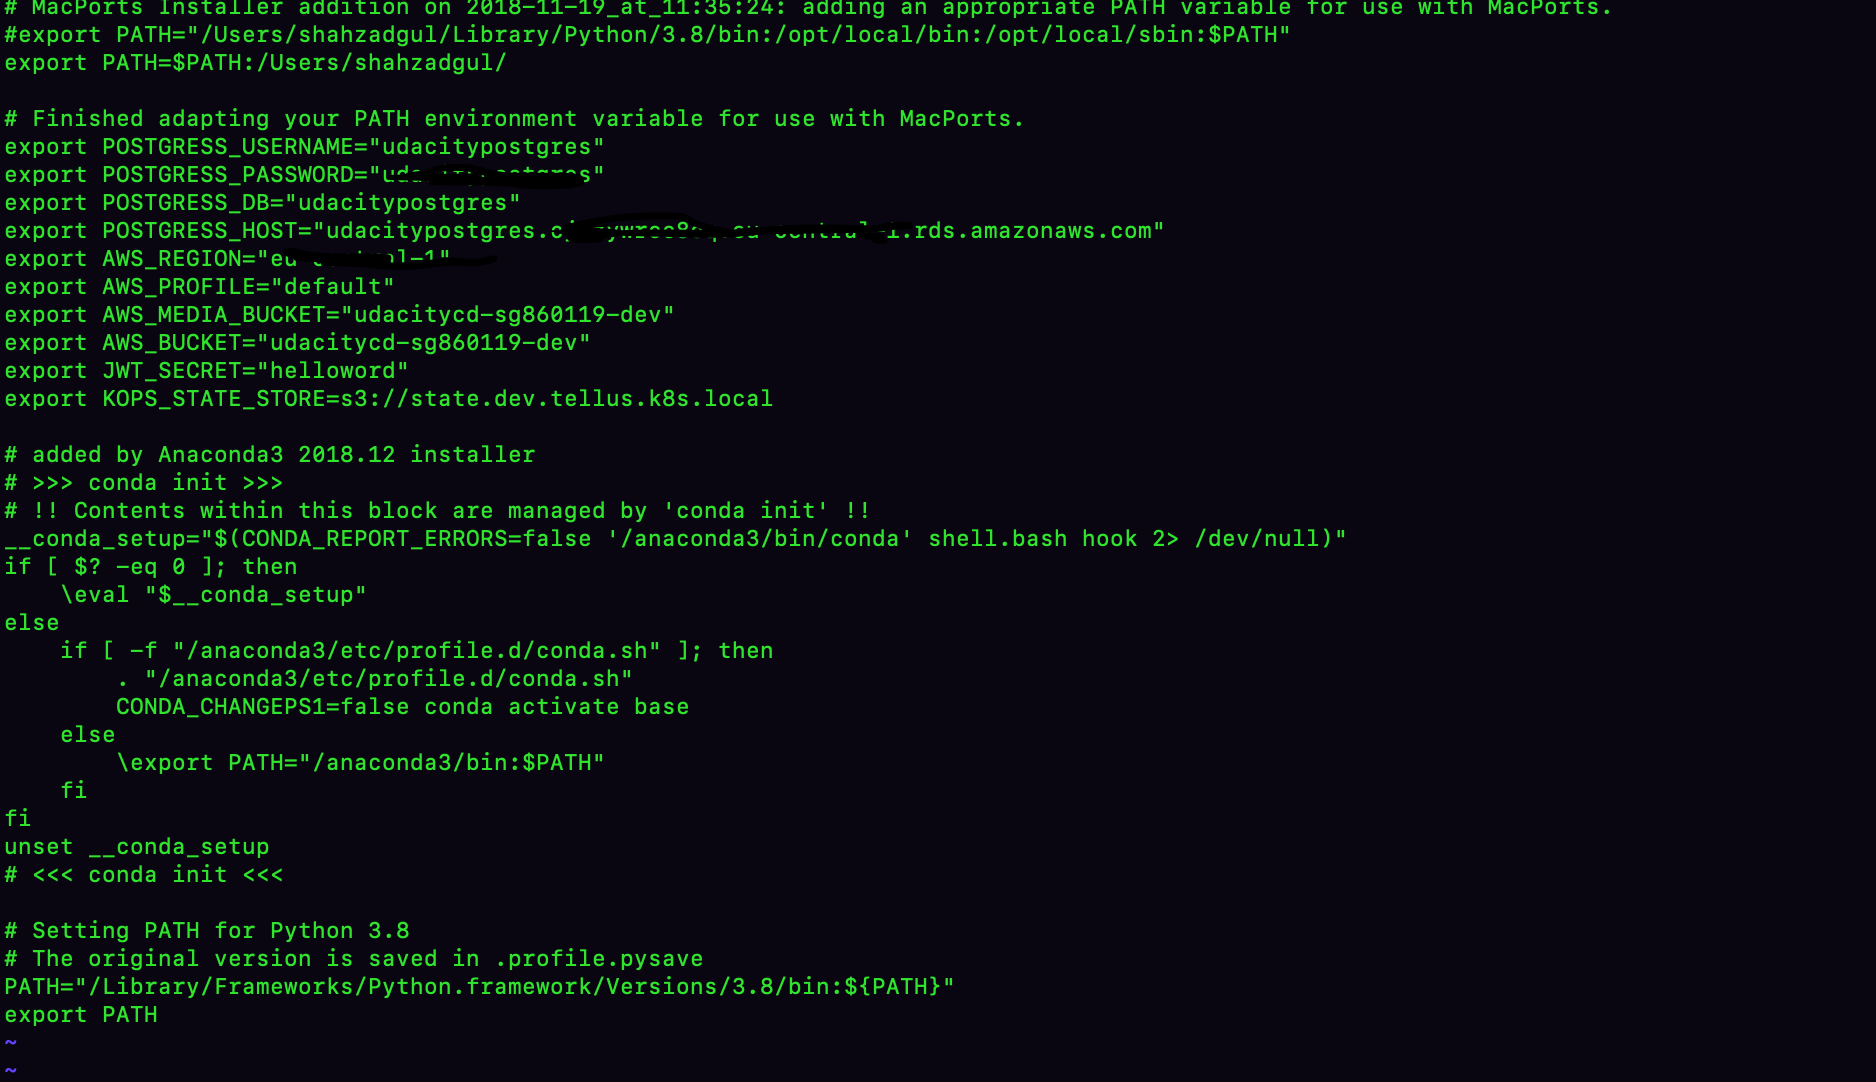 # MacPorts Installer addition on 2018-11-19_at_11:35:24: adding an appropriate PATH variable for use with MacPorts.
#export PATH="/Users/shahzadgul/Library/Python/3.8/bin:/opt/local/bin:/opt/local/sbin:$PATH"
export PATH=$PATH:/Users/shahzadgul/
# Finished adapting your PATH environment variable for use with MacPorts.
export POSTGRESS_USERNAME="udacitypostgres"
export POSTGRESS_PASSWORD="
export POSTGRESS_DB="udacitypostgres"
export POSTGRESS_HOST="udacitypostgres. .rds.amazonaws.com"
export AWS_REGION="
export AWS_PROFILE="default"
export AWS_MEDIA_BUCKET="udacitycd-sg860119-dev"
export AWS_BUCKET="udacitycd-sg860119-dev"
export JWT_SECRET="helloword"
export KOPS_STATE_STORE=s3://state.dev.tellus.k8s.local
# added by Anaconda3 2018.12 installer
# >>> conda init >>>
# !! Contents within this block are managed by 'conda init' !!
__conda_setup="$(CONDA_REPORT_ERRORS=false '/anaconda3/bin/conda' shell.bash hook 2> /dev/null)"
if [ $? -eq 0 ]; then
    \eval "$__conda_setup"
else
    if [ -f "/anaconda3/etc/profile.d/conda.sh" ]; then
        . "/anaconda3/etc/profile.d/conda.sh"
        CONDA_CHANGEPS1=false conda activate base
    else
        \export PATH="/anaconda3/bin:$PATH"
    fi
fi
unset __conda_setup
# <<< conda init <<<
# Setting PATH for Python 3.8
# The original version is saved in .profile.pysave
PATH="/Library/Frameworks/Python.framework/Versions/3.8/bin:${PATH}"
export PATH
~
~